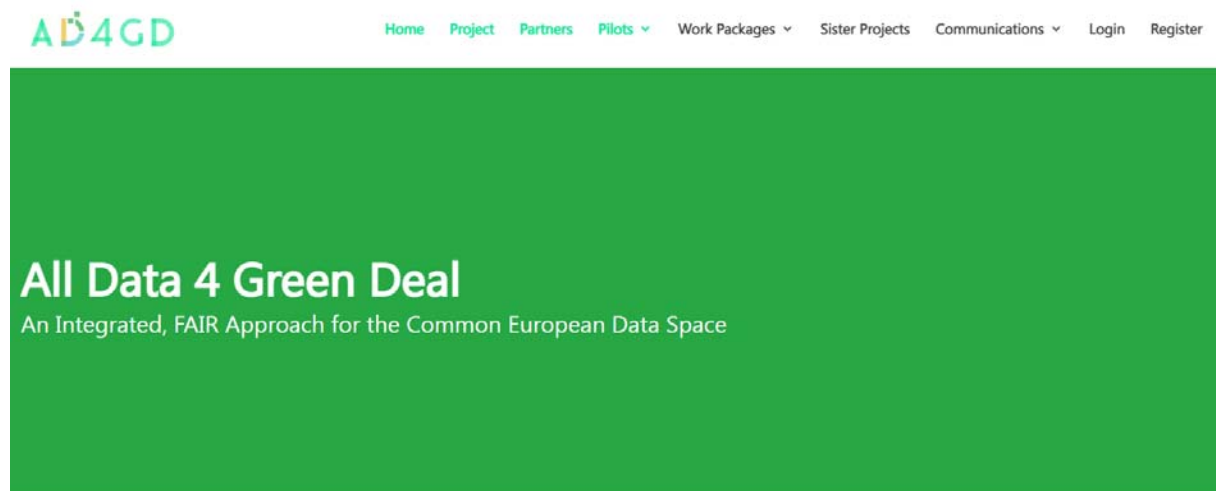 AD4GD
Home Project Partners Pilots Work Packages Sister Projects Communications Login Register
All Data 4 Green Deal
An Integrated, FAIR Approach for the Common European Data Space